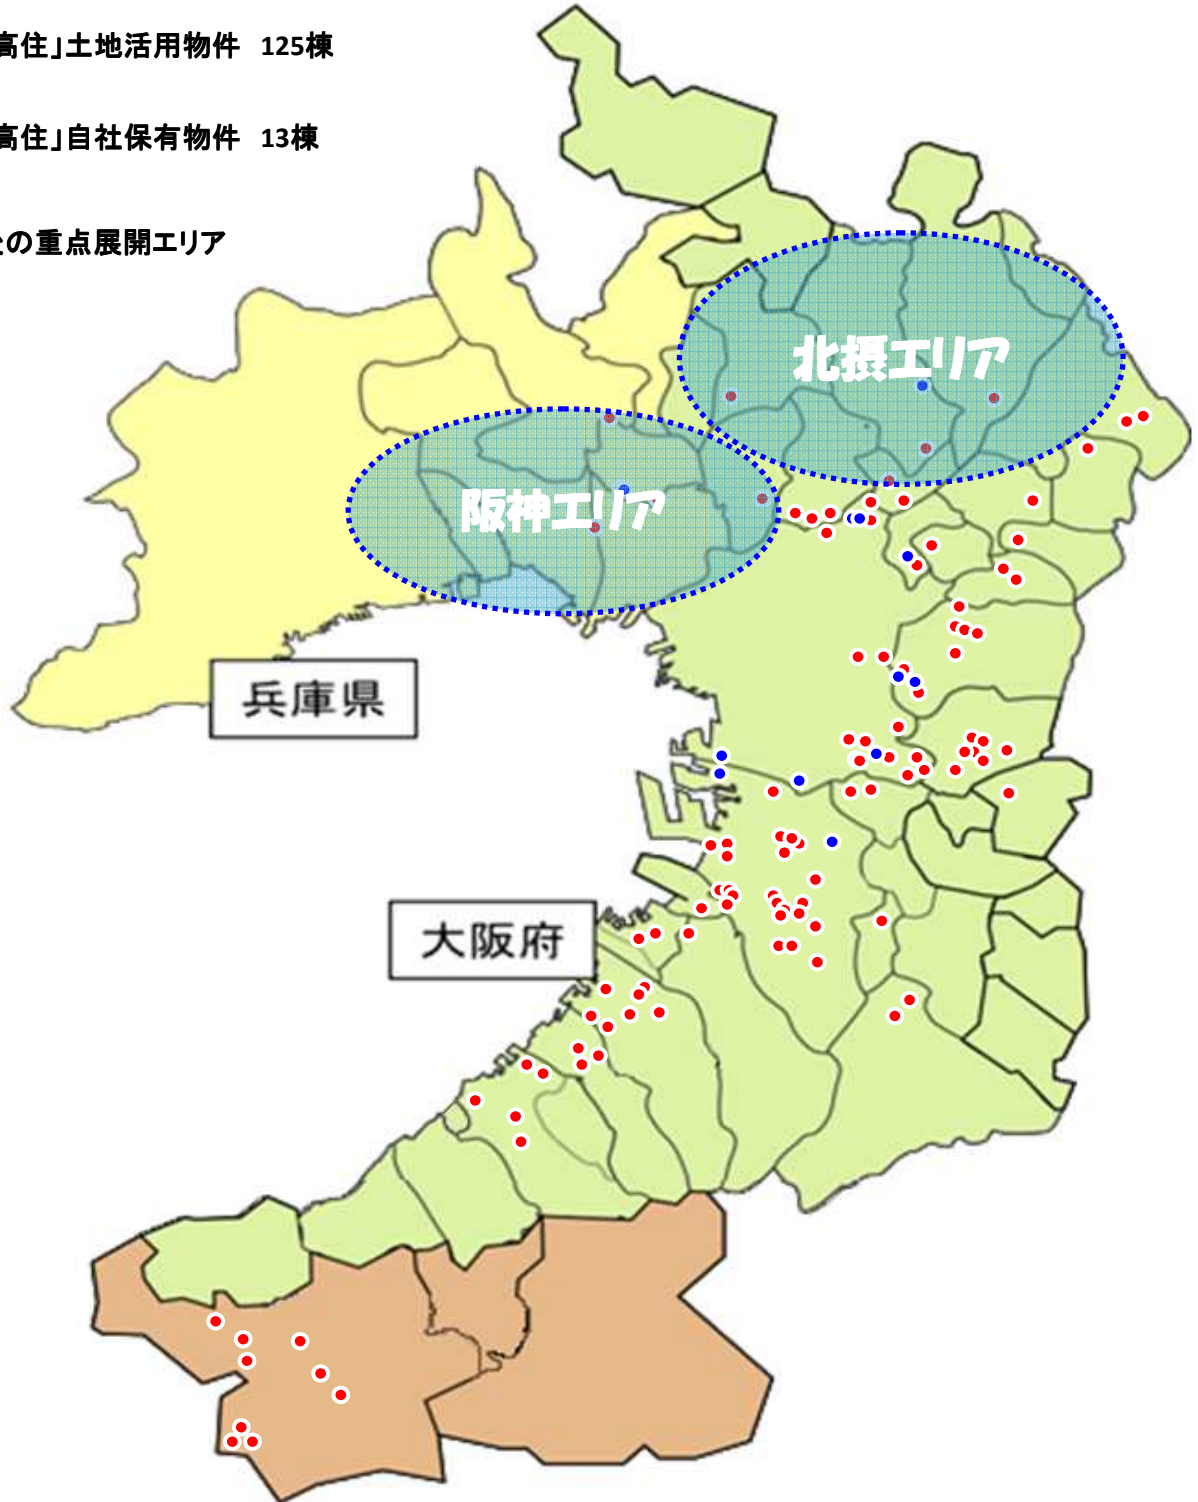 高住」土地活用物件 125棟
高住」自社保有物件 13棟
の重点展開エリア
北摂エリア
阪神エリア
兵庫県
大阪府